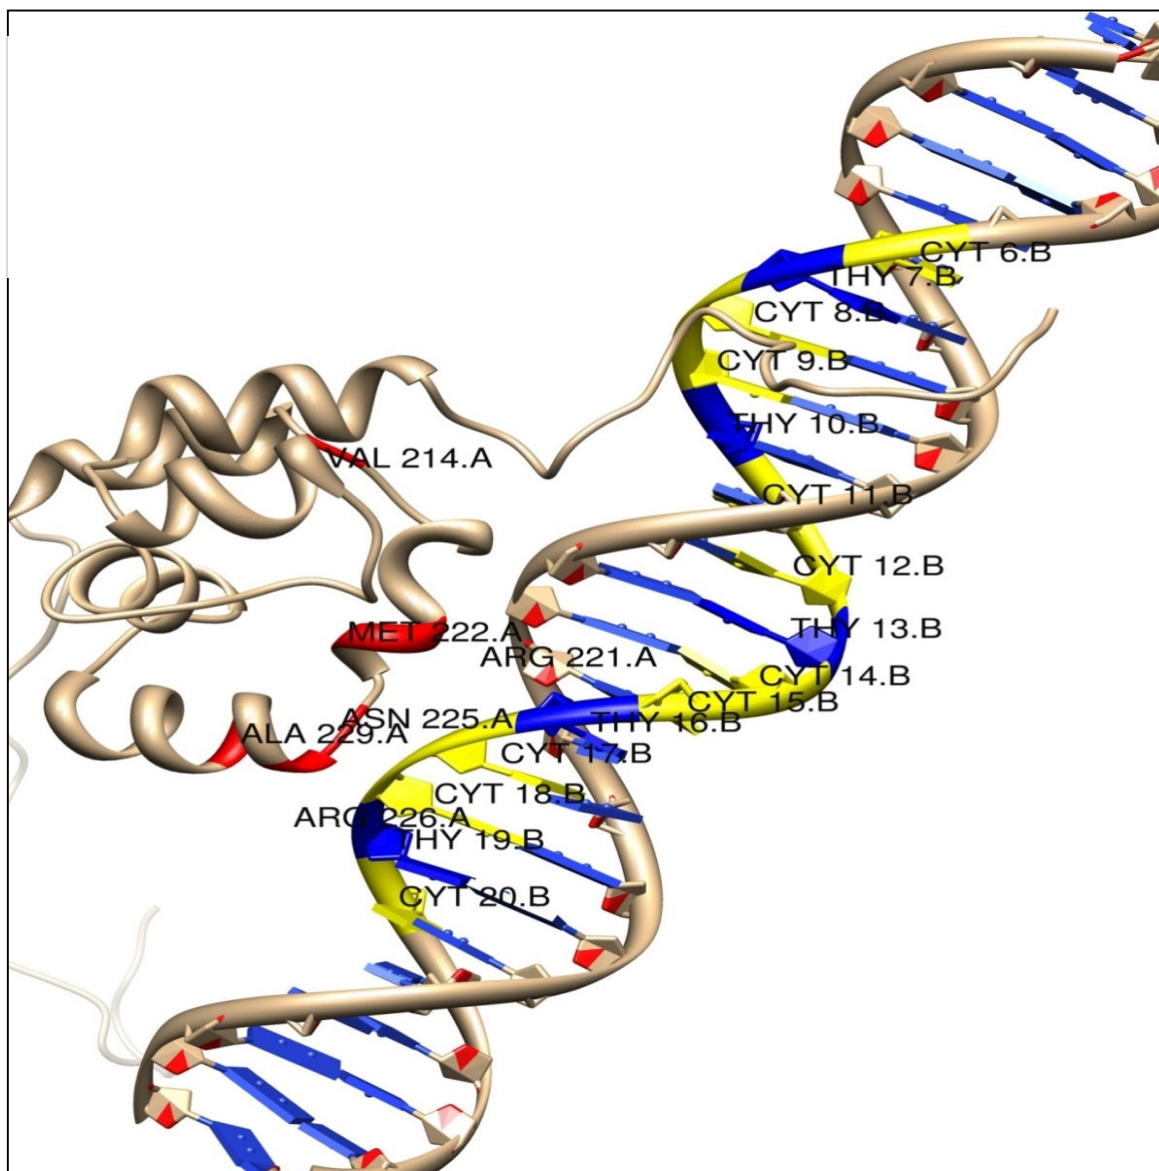 CYT 6.B
THY 7.B
CYT 8.B
CYT 9.B
THY 10.B
VAL 214.A
CYT 11.B
CYT 12.B
MET 222.A
THY 13.B
ARG 221.A
CYT 14.B
CYT 15.B
ASN 225.A
THY 16.B
ALA 229.A
CYT 17.B
CYT 18.B
ARG 226.A
THY 19.B
CYT 20.B